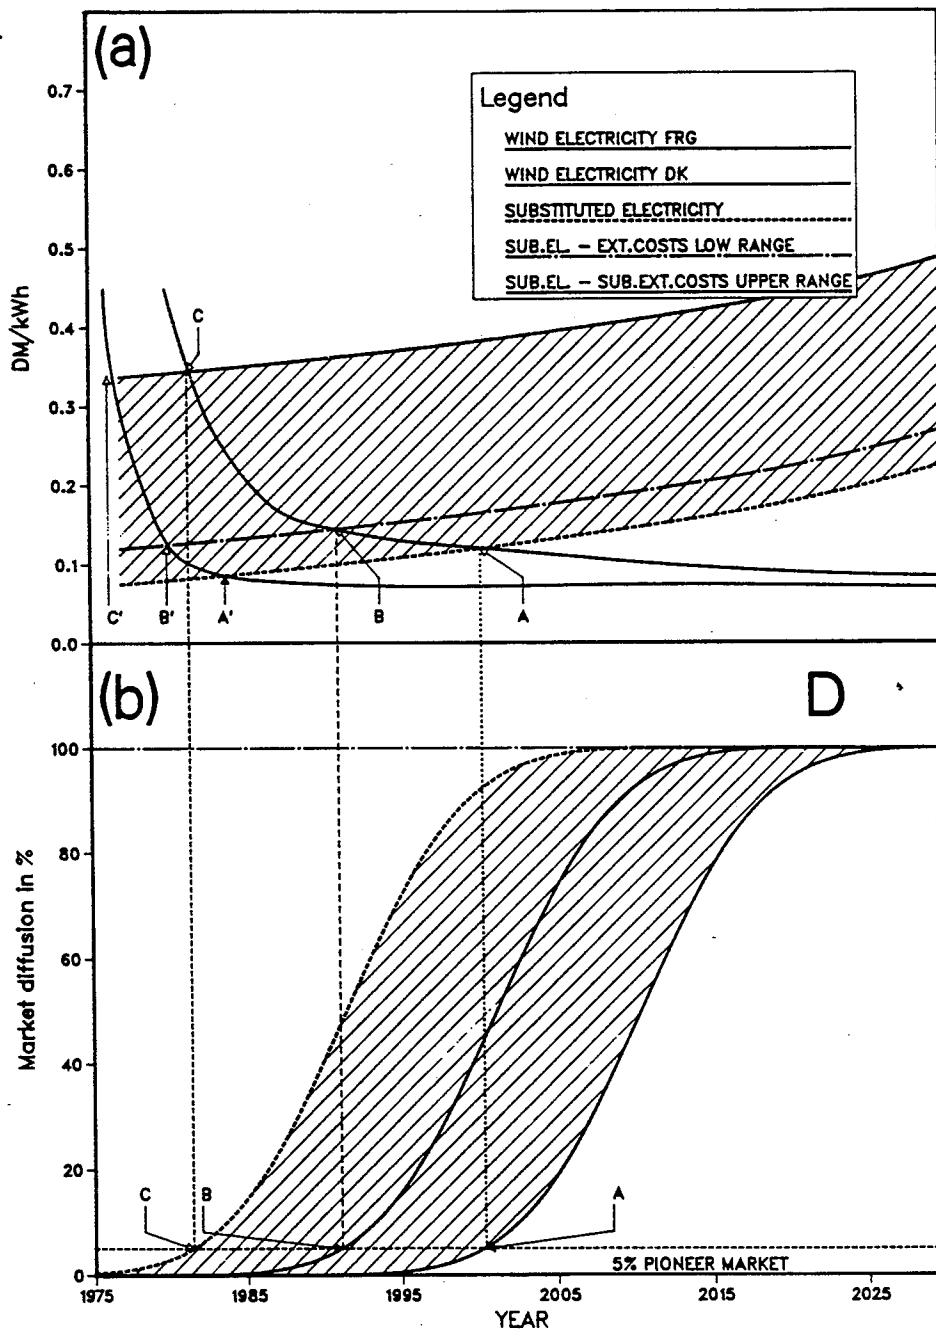 (a)
0.7
0.6
0.5
0.4
0.3
0.2
0.1
0.0
DM/kWh
Legend
WIND ELECTRICITY FRG
WIND ELECTRICITY DK
SUBSTITUTED ELECTRICITY
SUB.EL. – EXT.COSTS LOW RANGE
SUB.EL. – SUB.EXT.COSTS UPPER RANGE
C
C' B' A' B A
(b)
D
100
80
60
40
20
0
Market diffusion in %
C B A
5% PIONEER MARKET
1975 1985 1995 2005 2015 2025
YEAR